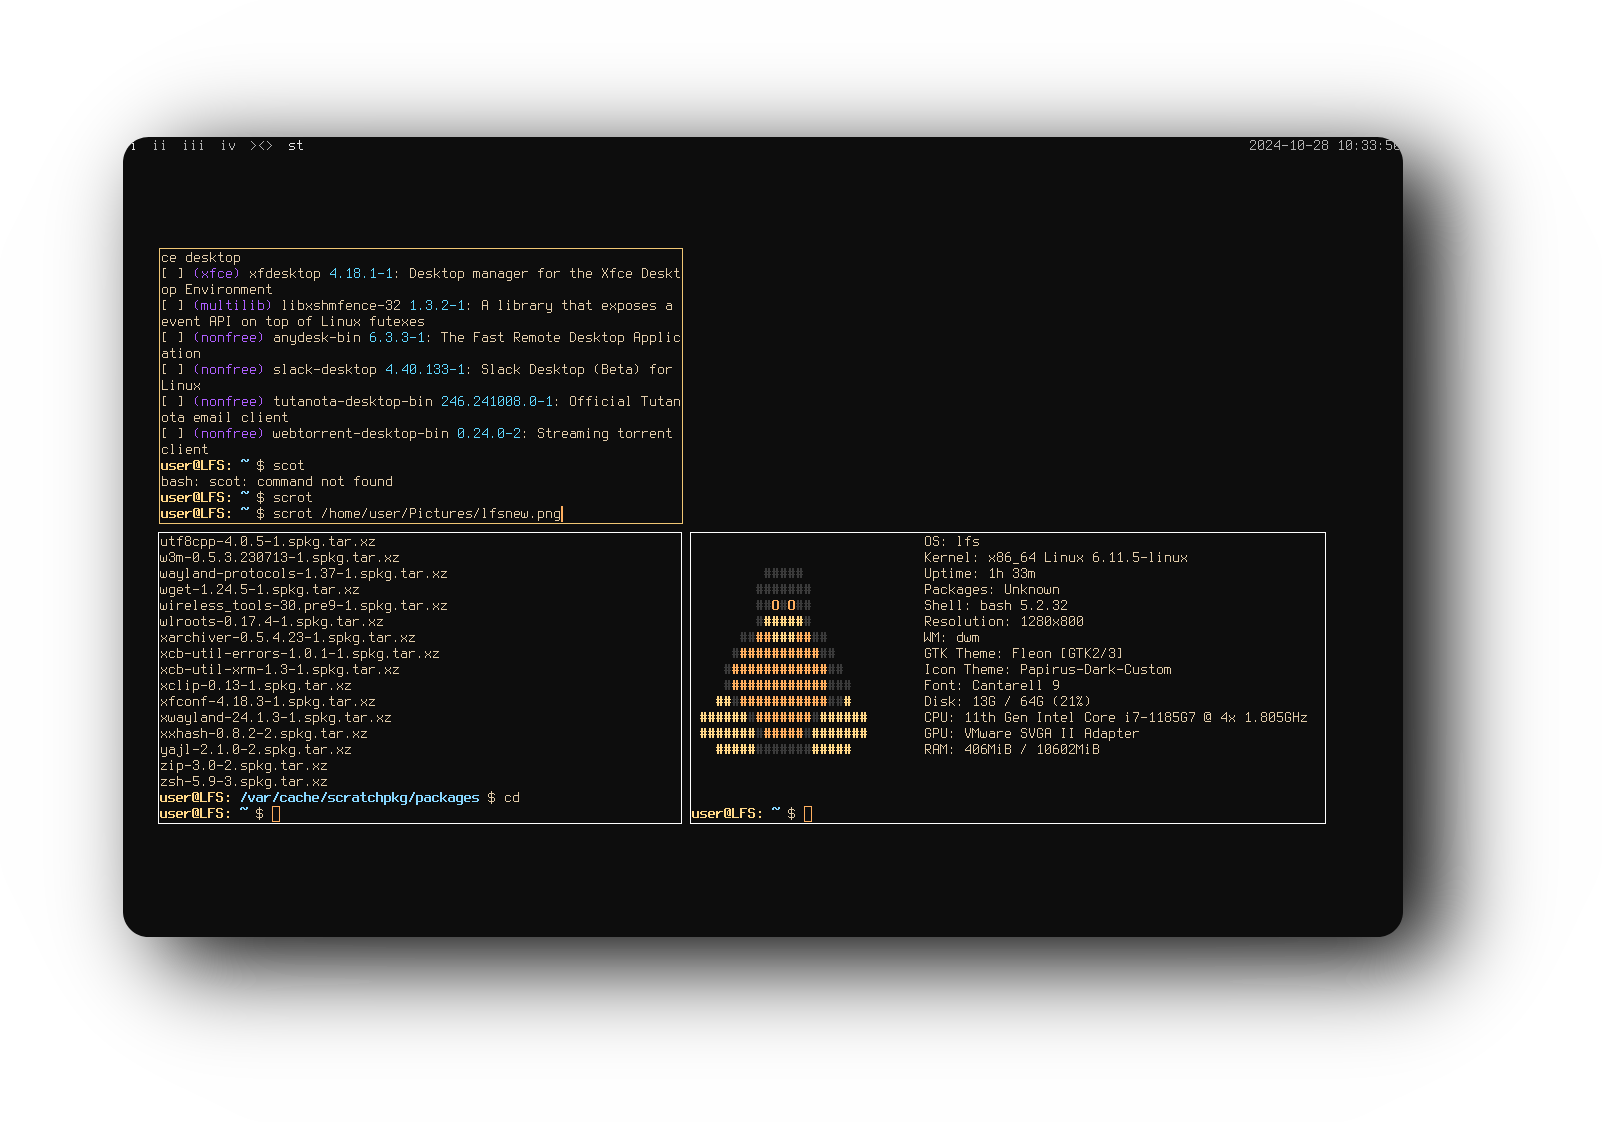 i ii iii iv ><> st 2024-10-28 10:33:5
ce desktop
[ ] (xfce) xfdesktop 4.18.1-1: Desktop manager for the Xfce Deskt
op Environment
[ ] (multilib) libxshmfence-32 1.3.2-1: A library that exposes a
event API on top of Linux futexes
[ ] (nonfree) anydesk-bin 6.3.3-1: The Fast Remote Desktop Applic
ation
[ ] (nonfree) slack-desktop 4.40.133-1: Slack Desktop (Beta) for
Linux
[ ] (nonfree) tutanota-desktop-bin 246.241008.0-1: Official Tutan
ota email client
[ ] (nonfree) webtorrent-desktop-bin 0.24.0-2: Streaming torrent
client
user@LFS: ~ $ scot
bash: scot: command not found
user@LFS: ~ $ scrot
user@LFS: ~ $ scrot /home/user/Pictures/lfsnew.png
utf8cpp-4.0.5-1.spkg.tar.xz
w3m-0.5.3.230713-1.spkg.tar.xz
wayland-protocols-1.37-1.spkg.tar.xz
wget-1.24.5-1.spkg.tar.xz
wireless_tools-30.pre9-1.spkg.tar.xz
wlroots-0.17.4-1.spkg.tar.xz
xarchiver-0.5.4.23-1.spkg.tar.xz
xcb-util-errors-1.0.1-1.spkg.tar.xz
xcb-util-xrm-1.3-1.spkg.tar.xz
xclip-0.13-1.spkg.tar.xz
xfconf-4.18.3-1.spkg.tar.xz
xwayland-24.1.3-1.spkg.tar.xz
xxhash-0.8.2-2.spkg.tar.xz
yajl-2.1.0-2.spkg.tar.xz
zip-3.0-2.spkg.tar.xz
zsh-5.9-3.spkg.tar.xz
user@LFS: /var/cache/scratchpkg/packages $ cd
user@LFS: ~ $
OS: lfs
Kernel: x86_64 Linux 6.11.5-linux
Uptime: 1h 33m
Packages: Unknown
Shell: bash 5.2.32
Resolution: 1280x800
WM: dwm
GTK Theme: Fleon [GTK2/3]
Icon Theme: Papirus-Dark-Custom
Font: Cantarell 9
Disk: 13G / 64G (21%)
CPU: 11th Gen Intel Core i7-1185G7 @ 4x 1.805GHz
GPU: VMware SVGA II Adapter
RAM: 406MiB / 10602MiB
user@LFS: ~ $